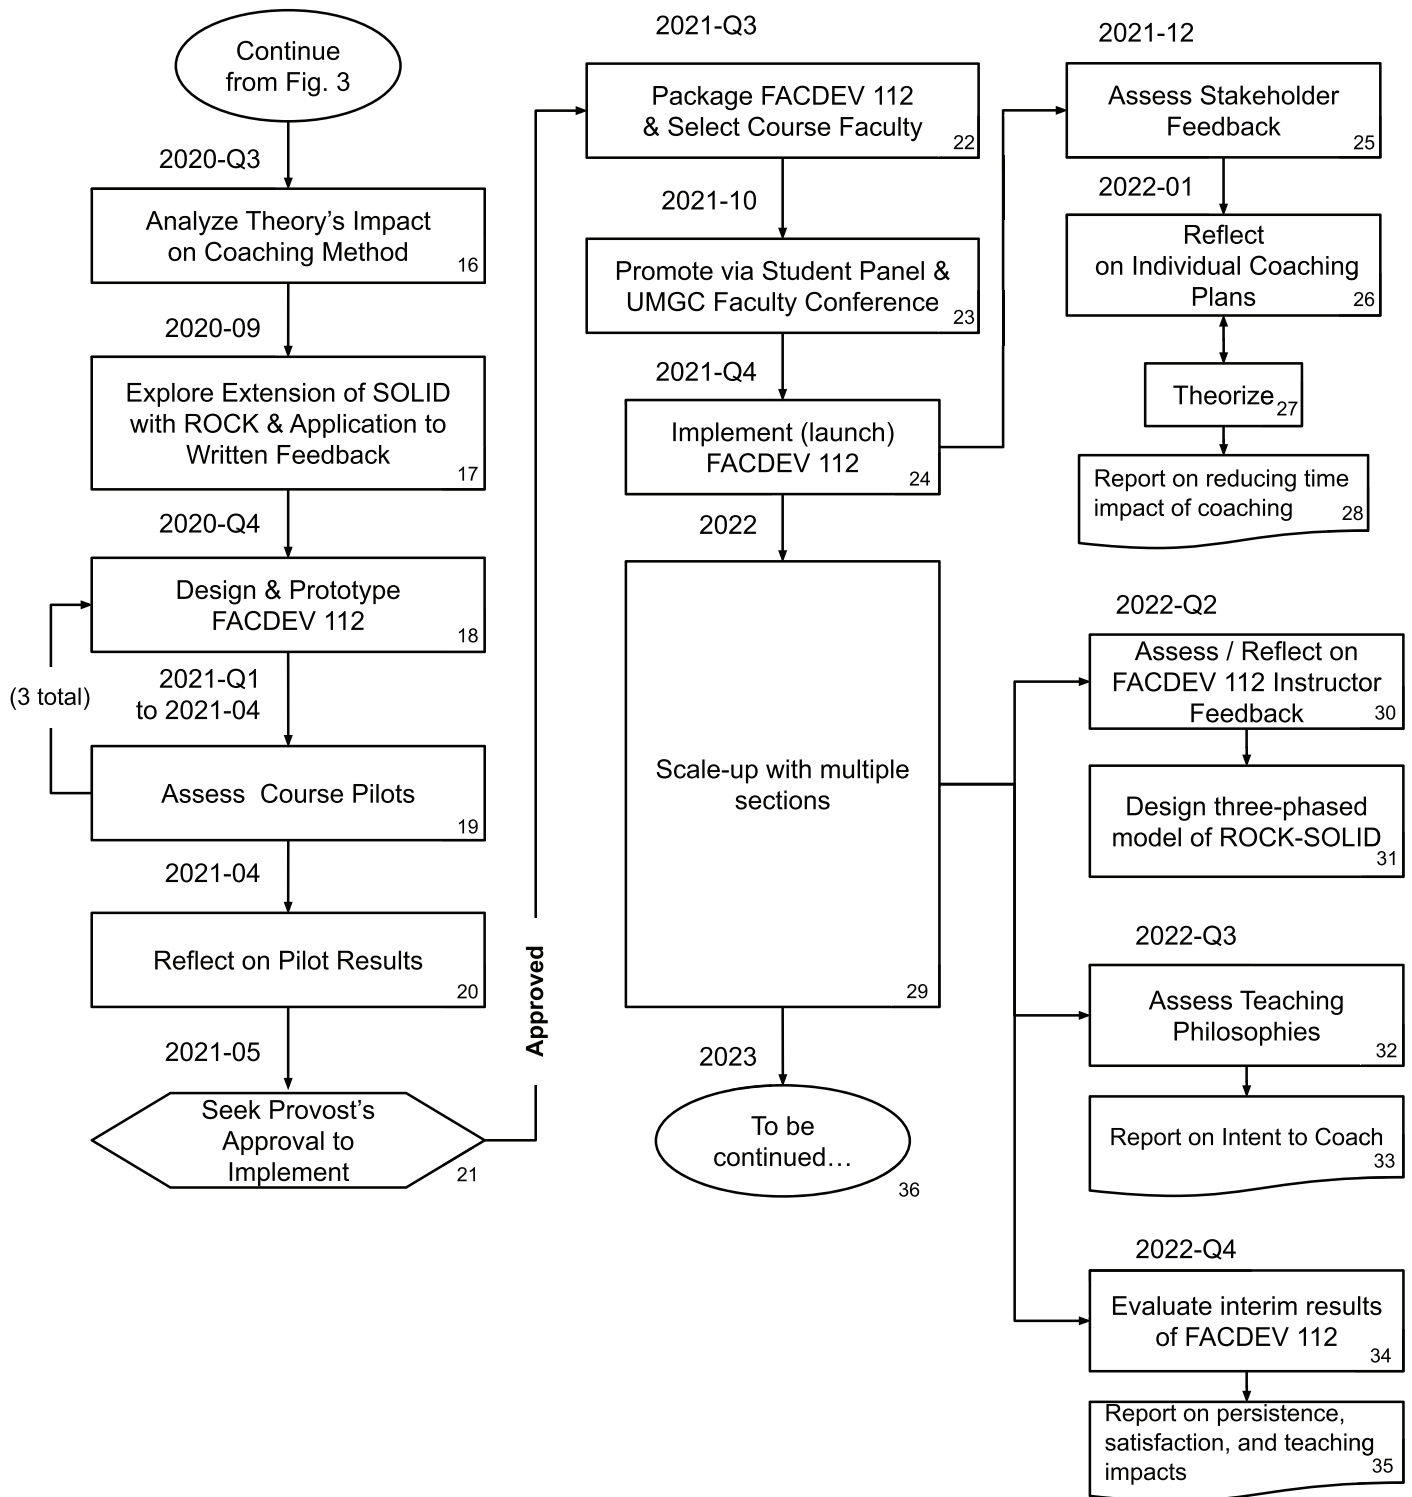 Continue
from Fig. 3
2020-Q3
Analyze Theory’s Impact
on Coaching Method
16
2020-09
Explore Extension of SOLID
with ROCK & Application to
Written Feedback
17
2020-Q4
Design & Prototype
FACDEV 112
18
(3 total)
2021-Q1
to 2021-04
Assess Course Pilots
19
2021-04
Reflect on Pilot Results
20
2021-05
Seek Provost’s
Approval to
Implement
21
Approved
2021-Q3
Package FACDEV 112
& Select Course Faculty
22
2021-10
Promote via Student Panel &
UMGC Faculty Conference
23
2021-Q4
Implement (launch)
FACDEV 112
24
2022
Scale-up with multiple
sections
29
2023
To be
continued…
36
2021-12
Assess Stakeholder
Feedback
25
2022-01
Reflect
on Individual Coaching
Plans
26
Theorize
27
Report on reducing time
impact of coaching
28
2022-Q2
Assess / Reflect on
FACDEV 112 Instructor
Feedback
30
Design three-phased
model of ROCK-SOLID
31
2022-Q3
Assess Teaching
Philosophies
32
Report on Intent to Coach
33
2022-Q4
Evaluate interim results
of FACDEV 112
34
Report on persistence,
satisfaction, and teaching
impacts
35